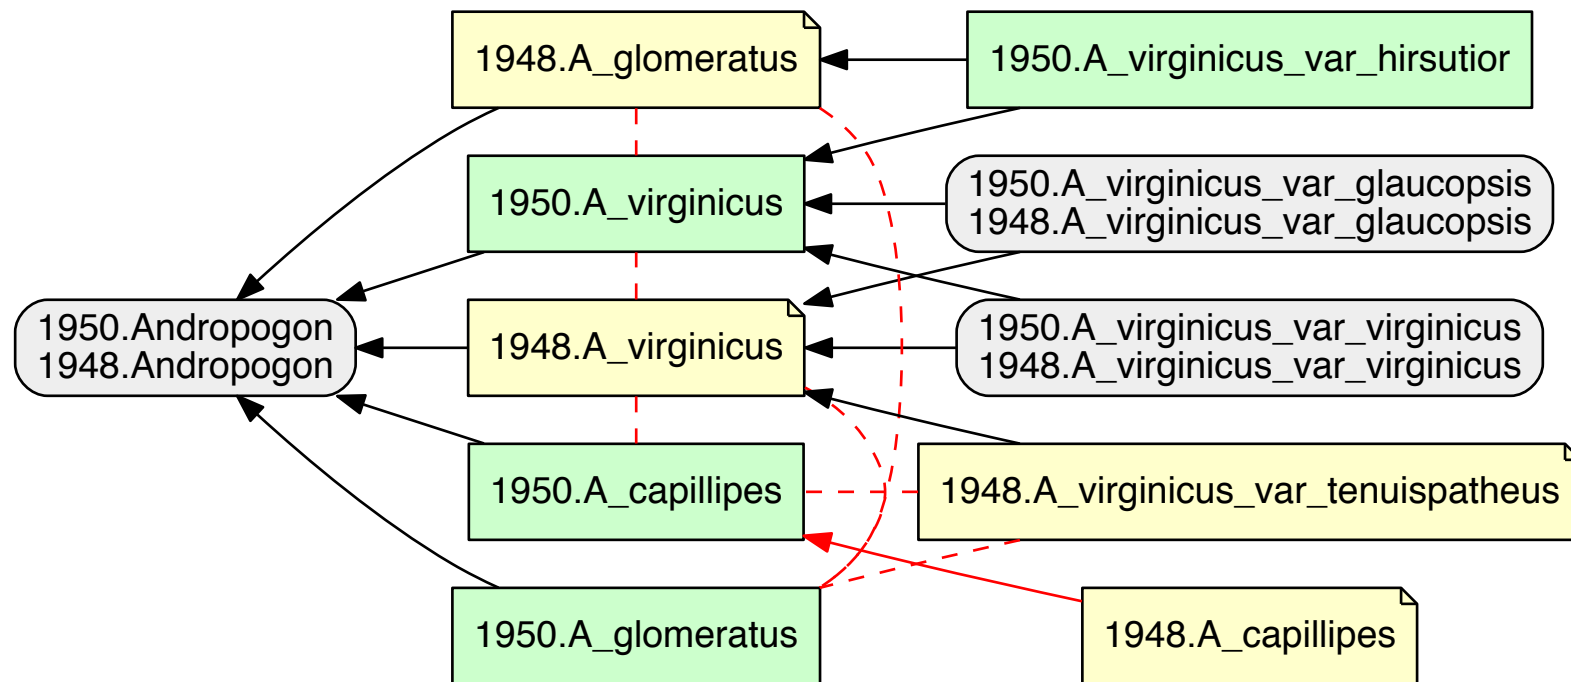 1948.A_glomeratus
1950.A_virginicus_var_hirsutior
1950.A_virginicus
1950.A_virginicus_var_glaucopsis
1948.A_virginicus_var_glaucopsis
1950.Andropogon
1948.Andropogon
1948.A_virginicus
1950.A_virginicus_var_virginicus
1948.A_virginicus_var_virginicus
1950.A_capillipes
1948.A_virginicus_var_tenuispatheus
1950.A_glomeratus
1948.A_capillipes